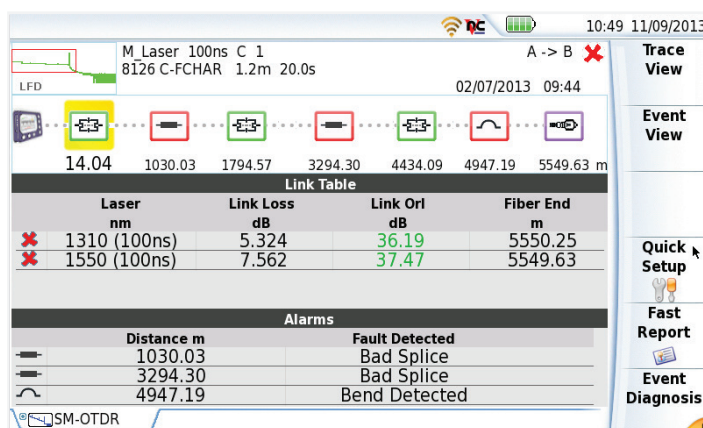 nc 10:49 11/09/2013
M_Laser 100ns C 1 A -> B
8126 C-FCHAR 1.2m 20.0s
02/07/2013 09:44
LFD
14.04 1030.03 1794.57 3294.30 4434.09 4947.19 5549.63 m
Link Table
Laser Link Loss Link Orl Fiber End
nm dB dB m
1310 (100ns) 5.324 36.19 5550.25
1550 (100ns) 7.562 37.47 5549.63
Alarms
Distance m Fault Detected
1030.03 Bad Splice
3294.30 Bad Splice
4947.19 Bend Detected
SM-OTDR
Trace
View
Event
View
Quick
Setup
Fast
Report
Event
Diagnosis